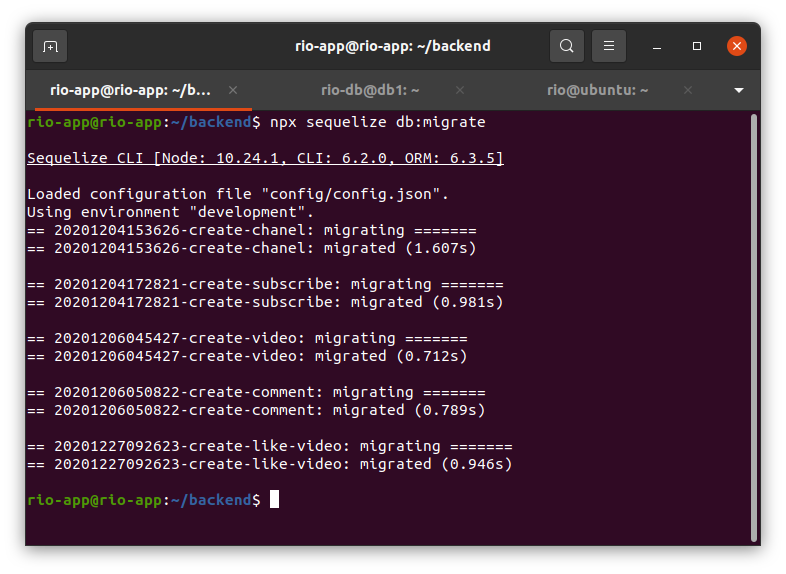 rio-app@rio-app: ~/backend
rio-app@rio-app: ~/b...
rio-db@db1: ~
rio@ubuntu: ~
rio-app@rio-app:~/backend$ npx sequelize db:migrate
Sequelize CLI [Node: 10.24.1, CLI: 6.2.0, ORM: 6.3.5]
Loaded configuration file "config/config.json".
Using environment "development".
== 20201204153626-create-chanel: migrating =======
== 20201204153626-create-chanel: migrated (1.607s)
== 20201204172821-create-subscribe: migrating =======
== 20201204172821-create-subscribe: migrated (0.981s)
== 20201206045427-create-video: migrating =======
== 20201206045427-create-video: migrated (0.712s)
== 20201206050822-create-comment: migrating =======
== 20201206050822-create-comment: migrated (0.789s)
== 20201227092623-create-like-video: migrating =======
== 20201227092623-create-like-video: migrated (0.946s)
rio-app@rio-app:~/backend$